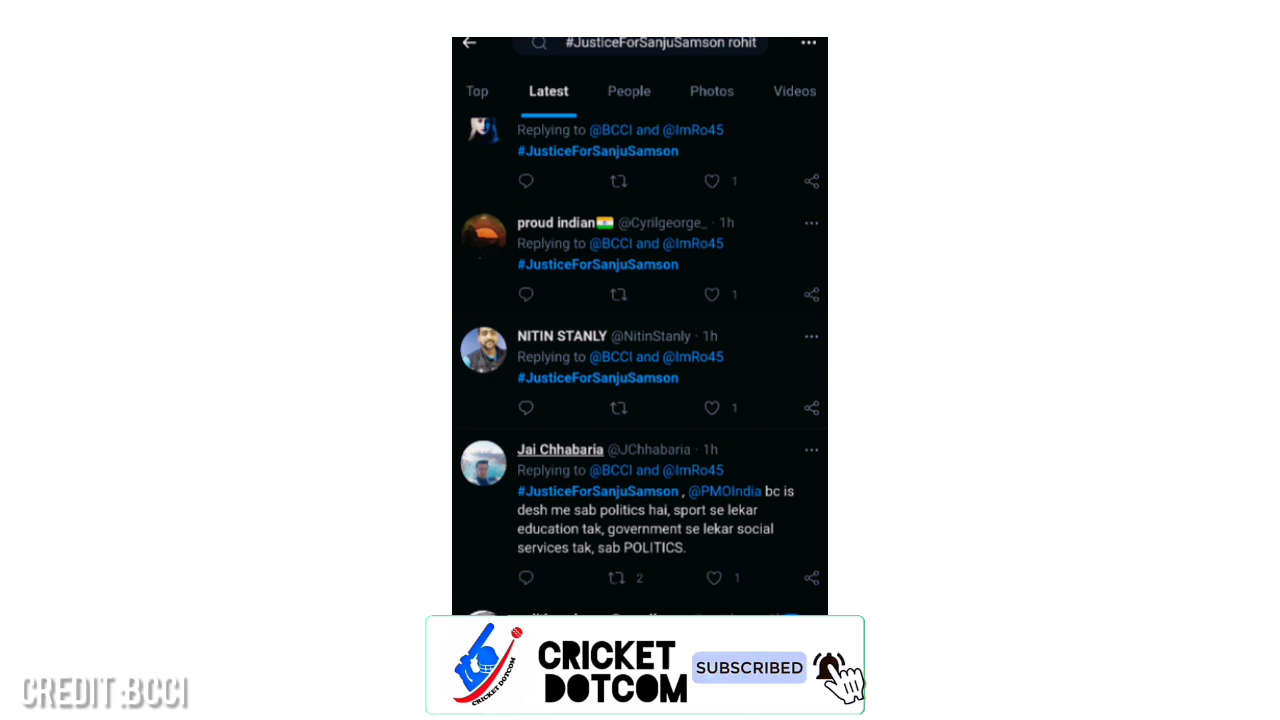 #JusticeForSanjuSamson rohit
Top Latest People Photos Videos
Replying to @BCCI and @ImRo45
#JusticeForSanjuSamson
1
proud indian @Cyrilgeorge_ · 1h
Replying to @BCCI and @ImRo45
#JusticeForSanjuSamson
1
NITIN STANLY @NitinStanly · 1h
Replying to @BCCI and @ImRo45
#JusticeForSanjuSamson
1
Jai Chhabaria @JChhabaria · 1h
Replying to @BCCI and @ImRo45
#JusticeForSanjuSamson , @PMOIndia bc is
desh me sab politics hai, sport se lekar
education tak, government se lekar social
services tak, sab POLITICS.
2 1
CRICKET DOTCOM
CRICKET
DOTCOM
SUBSCRIBED
CREDIT :BCCI